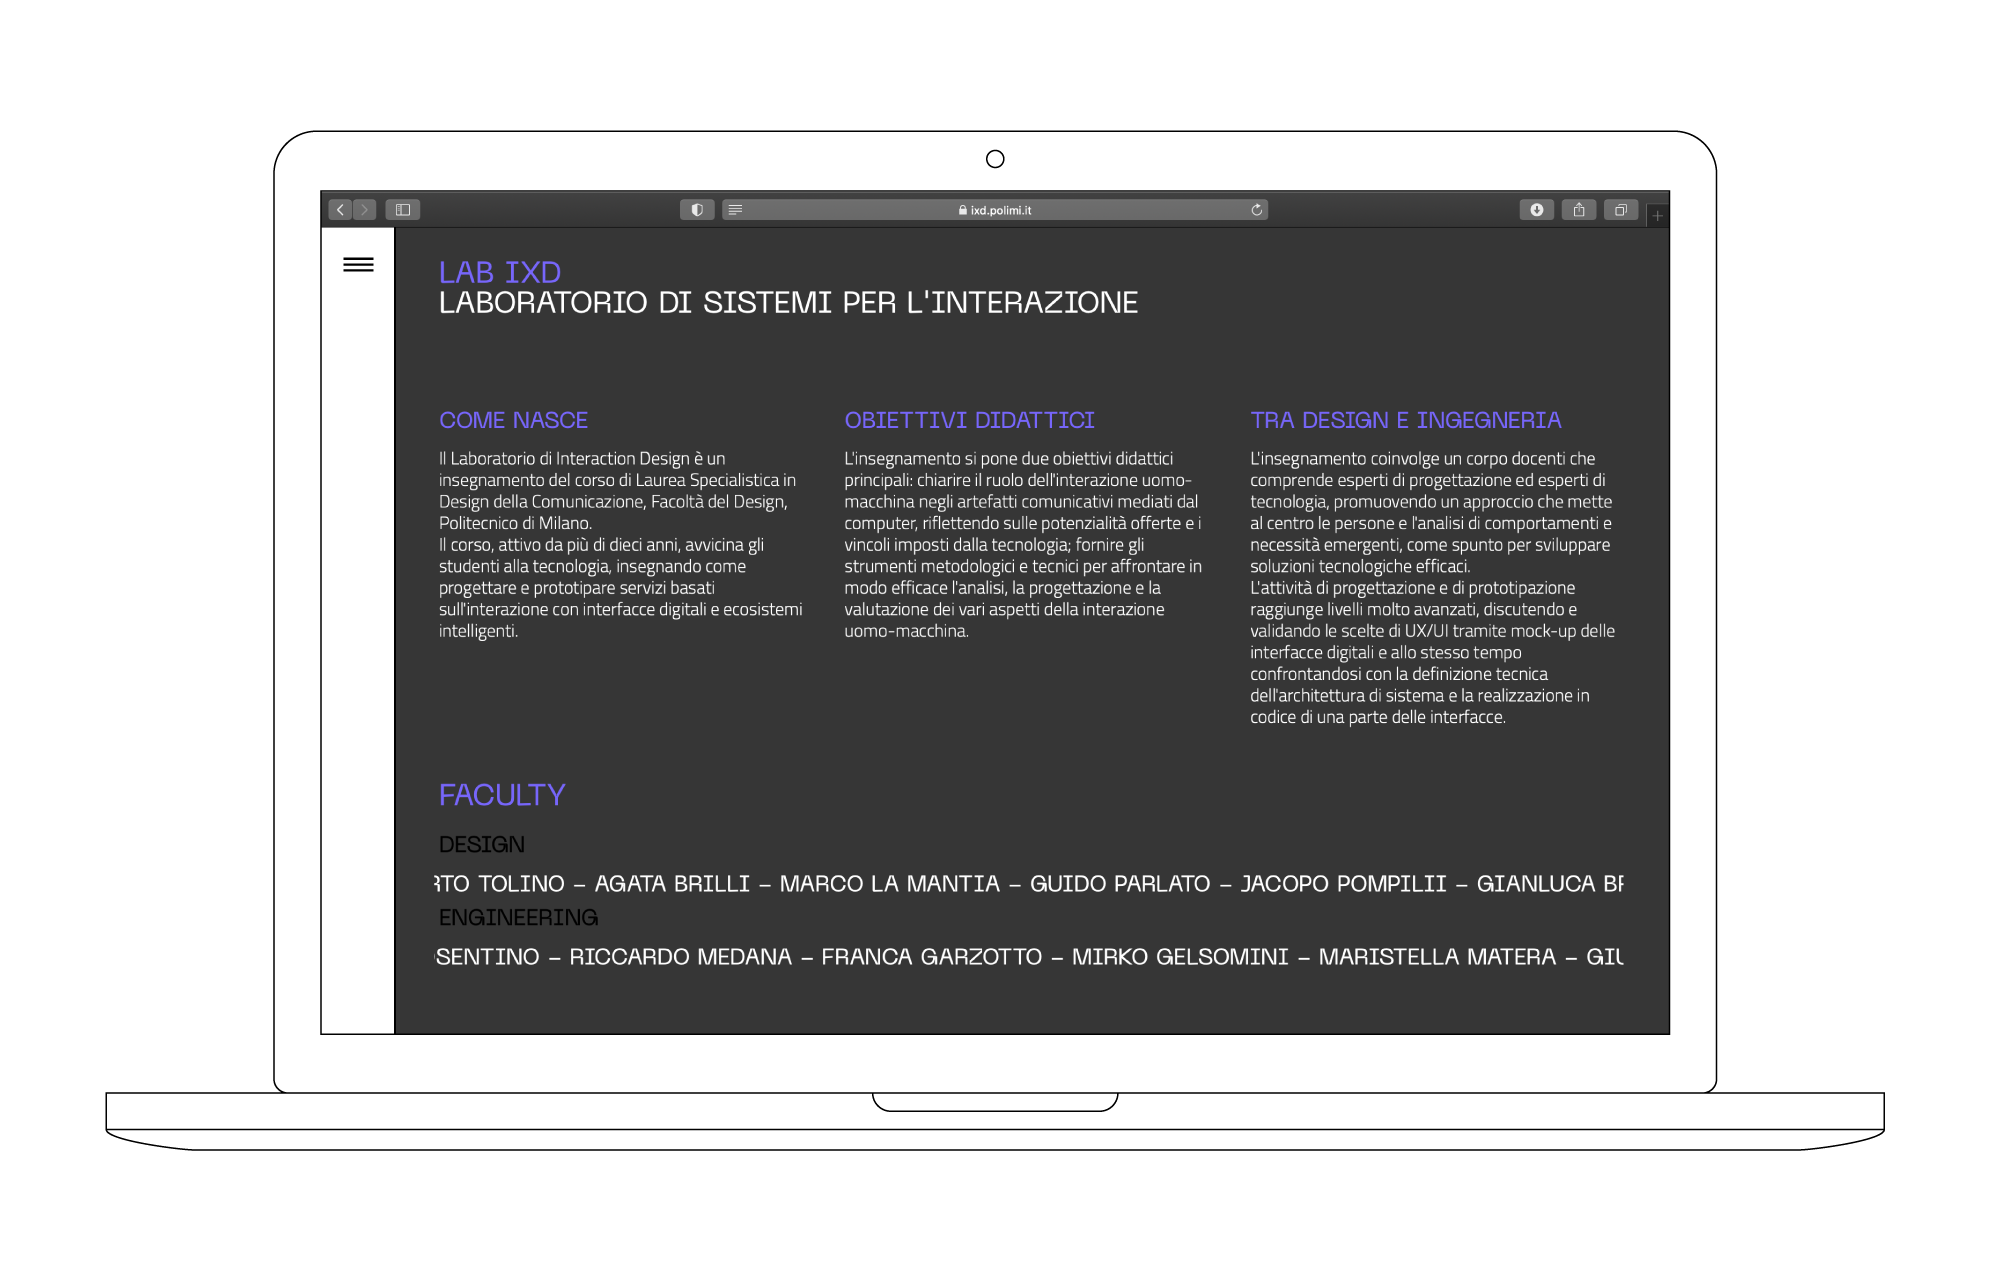 ixd.polimi.it
LAB IXD
LABORATORIO DI SISTEMI PER L'INTERAZIONE
COME NASCE
Il Laboratorio di Interaction Design è un
insegnamento del corso di Laurea Specialistica in
Design della Comunicazione, Facoltà del Design,
Politecnico di Milano.
Il corso, attivo da più di dieci anni, avvicina gli
studenti alla tecnologia, insegnando come
progettare e prototipare servizi basati
sull'interazione con interfacce digitali e ecosistemi
intelligenti.
OBIETTIVI DIDATTICI
L'insegnamento si pone due obiettivi didattici
principali: chiarire il ruolo dell'interazione uomo-
macchina negli artefatti comunicativi mediati dal
computer, riflettendo sulle potenzialità offerte e i
vincoli imposti dalla tecnologia; fornire gli
strumenti metodologici e tecnici per affrontare in
modo efficace l'analisi, la progettazione e la
valutazione dei vari aspetti della interazione
uomo-macchina.
TRA DESIGN E INGEGNERIA
L'insegnamento coinvolge un corpo docenti che
comprende esperti di progettazione ed esperti di
tecnologia, promuovendo un approccio che mette
al centro le persone e l'analisi di comportamenti e
necessità emergenti, come spunto per sviluppare
soluzioni tecnologiche efficaci.
L'attività di progettazione e di prototipazione
raggiunge livelli molto avanzati, discutendo e
validando le scelte di UX/UI tramite mock-up delle
interfacce digitali e allo stesso tempo
confrontandosi con la definizione tecnica
dell'architettura di sistema e la realizzazione in
codice di una parte delle interfacce.
FACULTY
DESIGN
TO TOLINO – AGATA BRILLI – MARCO LA MANTIA – GUIDO PARLATO – JACOPO POMPILII – GIANLUCA B
ENGINEERING
SENTINO – RICCARDO MEDANA – FRANCA GARZOTTO – MIRKO GELSOMINI – MARISTELLA MATERA – GIU